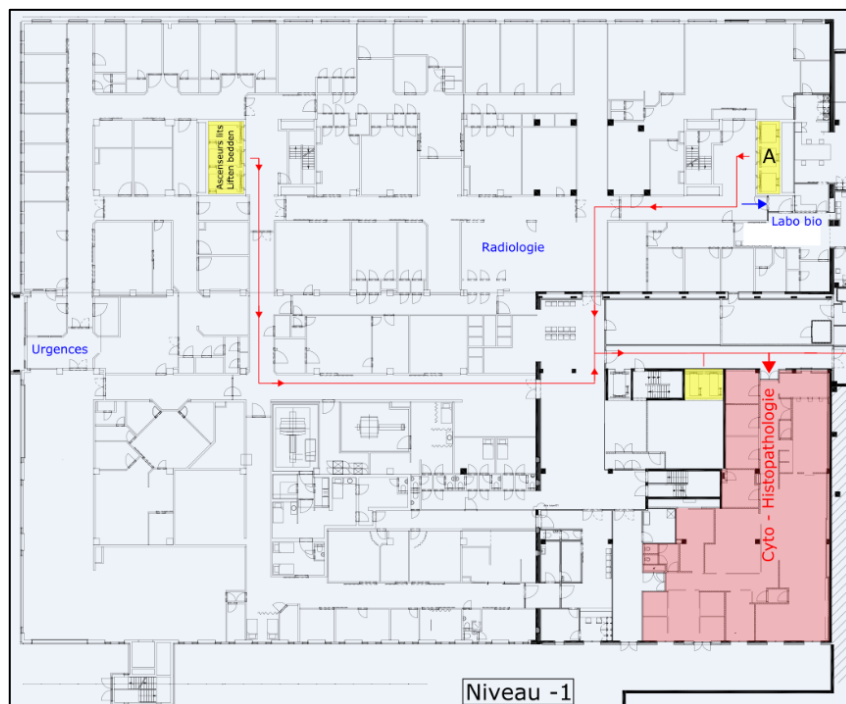 Ascenseurs lits
Liften bedden
A
Labo bio
Radiologie
Urgences
Cyto - Histopathologie
Niveau -1